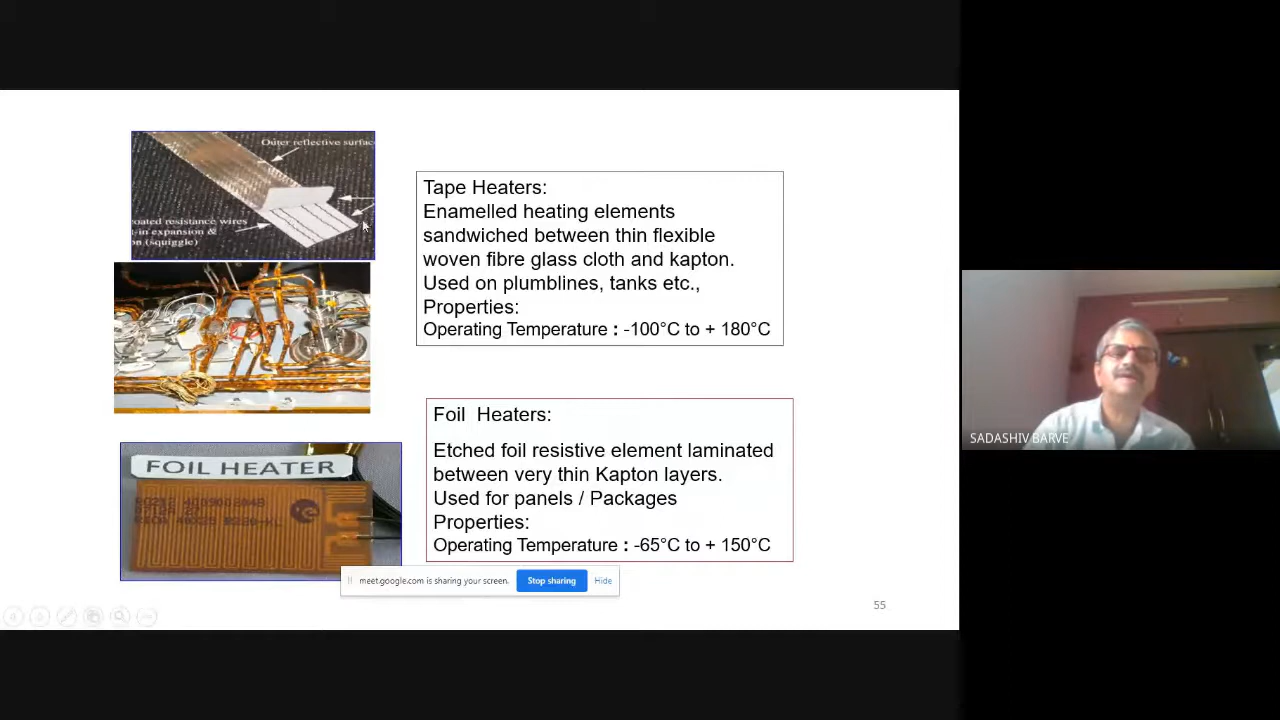 Outer reflective surfac
oated resistance wires
t-in expansion &
on (squiggle)
Tape Heaters:
Enamelled heating elements
sandwiched between thin flexible
woven fibre glass cloth and kapton.
Used on plumblines, tanks etc.,
Properties:
Operating Temperature : -100°C to + 180°C
FOIL HEATER
Foil Heaters:
Etched foil resistive element laminated
between very thin Kapton layers.
Used for panels / Packages
Properties:
Operating Temperature : -65°C to + 150°C
meet.google.com is sharing your screen.
Stop sharing
Hide
55
SADASHIV BARVE